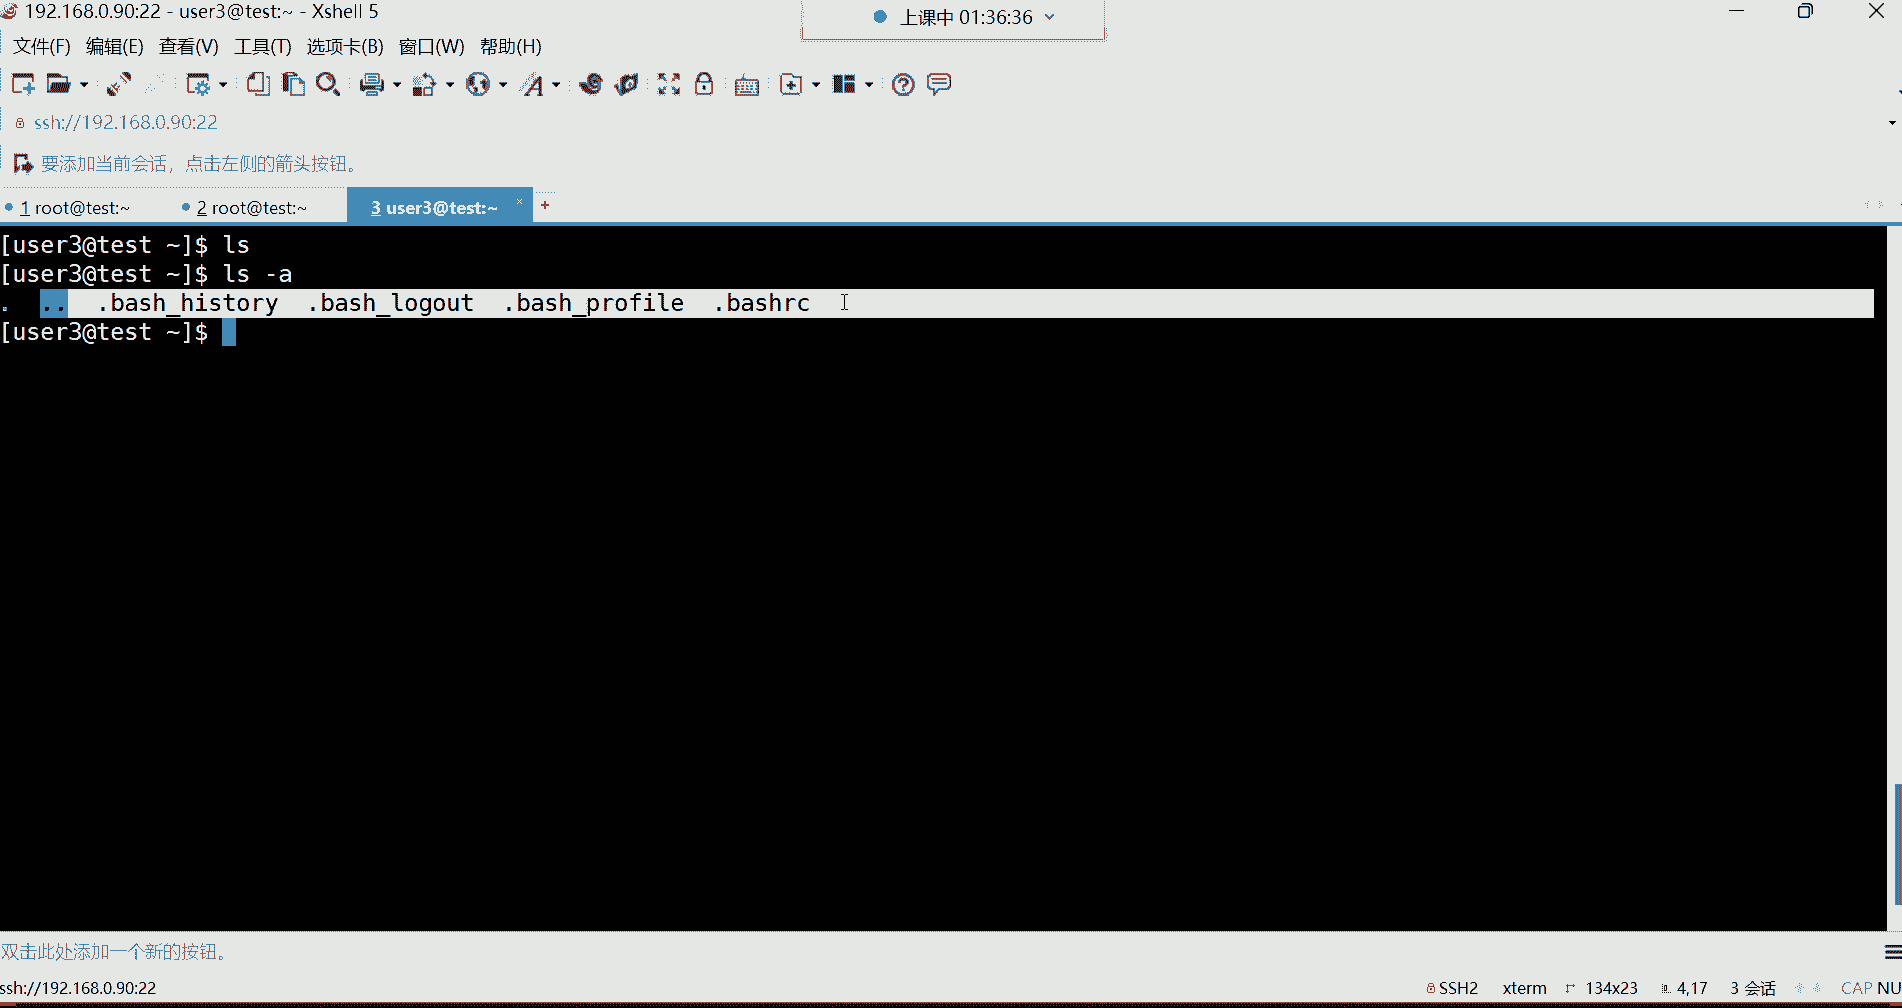 192.168.0.90:22 - user3@test:~ - Xshell 5
上课中 01:36:36
文件(F) 编辑(E) 查看(V) 工具(T) 选项卡(B) 窗口(W) 帮助(H)
ssh://192.168.0.90:22
要添加当前会话，点击左侧的箭头按钮。
1 root@test:~ 2 root@test:~ 3 user3@test:~ × +
[user3@test ~]$ ls
[user3@test ~]$ ls -a
. .. .bash_history .bash_logout .bash_profile .bashrc
[user3@test ~]$
双击此处添加一个新的按钮。
ssh://192.168.0.90:22 SSH2 xterm 134x23 4,17 3 会话 CAP NU